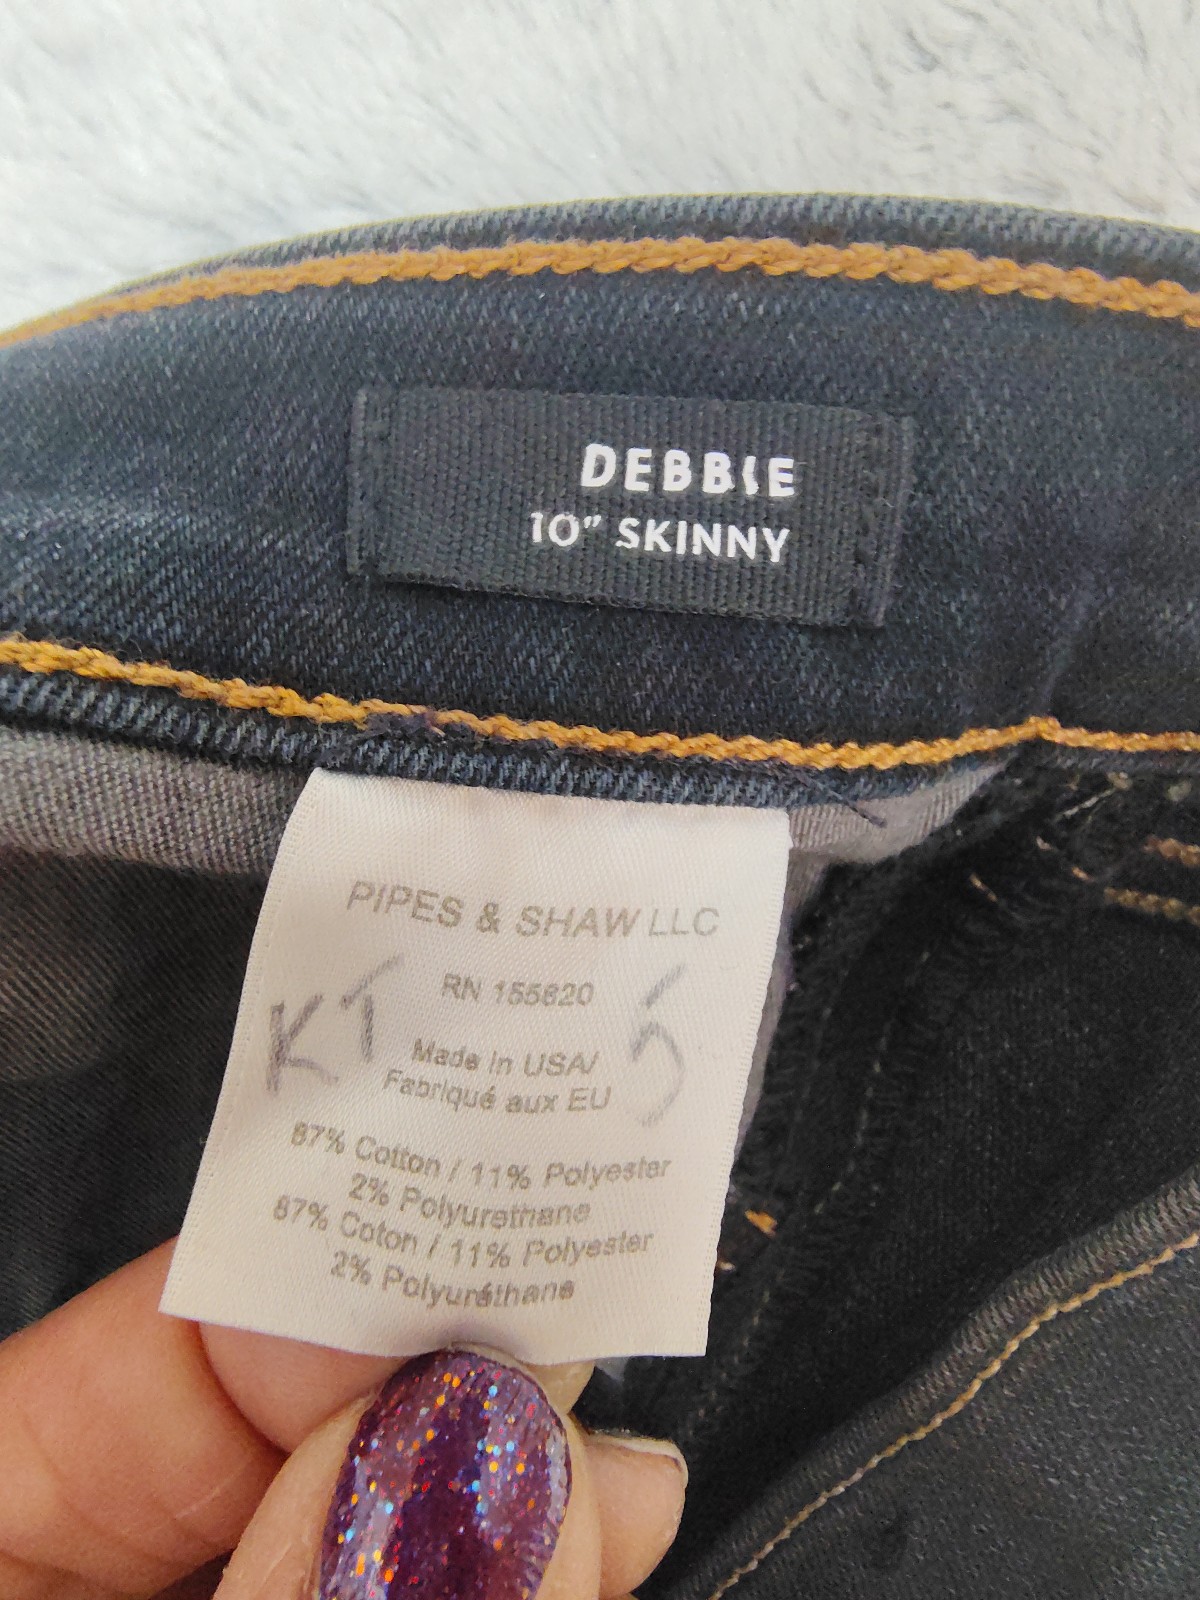 DEBBIE
10" SKINNY
PIPES & SHAW LLC
RN 155620
KT 5
Made in USA/
Fabriqué aux EU
87% Cotton / 11% Polyester
2% Polyurethane
87% Coton / 11% Polyester
2% Polyuréthane